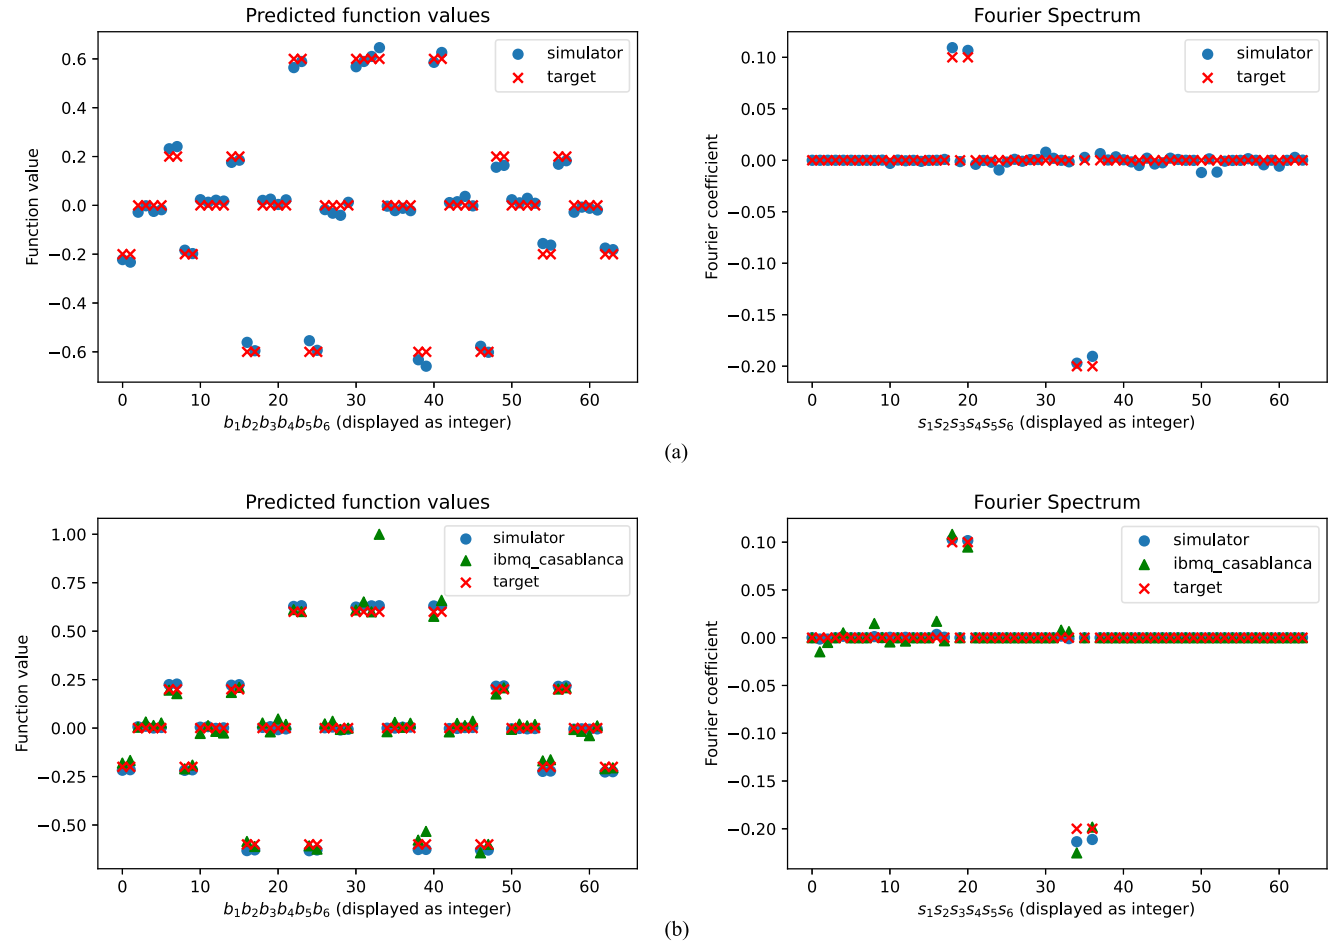 Predicted function values
Function value
0.6
0.4
0.2
0.0
−0.2
−0.4
−0.6
simulator
target
0 10 20 30 40 50 60
b₁b₂b₃b₄b₅b₆ (displayed as integer)
Fourier Spectrum
Fourier coefficient
0.10
0.05
0.00
−0.05
−0.10
−0.15
−0.20
simulator
target
0 10 20 30 40 50 60
s₁s₂s₃s₄s₅s₆ (displayed as integer)
(a)
Predicted function values
Function value
1.00
0.75
0.50
0.25
0.00
−0.25
−0.50
simulator
ibmq_casablanca
target
0 10 20 30 40 50 60
b₁b₂b₃b₄b₅b₆ (displayed as integer)
Fourier Spectrum
Fourier coefficient
0.10
0.05
0.00
−0.05
−0.10
−0.15
−0.20
simulator
ibmq_casablanca
target
0 10 20 30 40 50 60
s₁s₂s₃s₄s₅s₆ (displayed as integer)
(b)